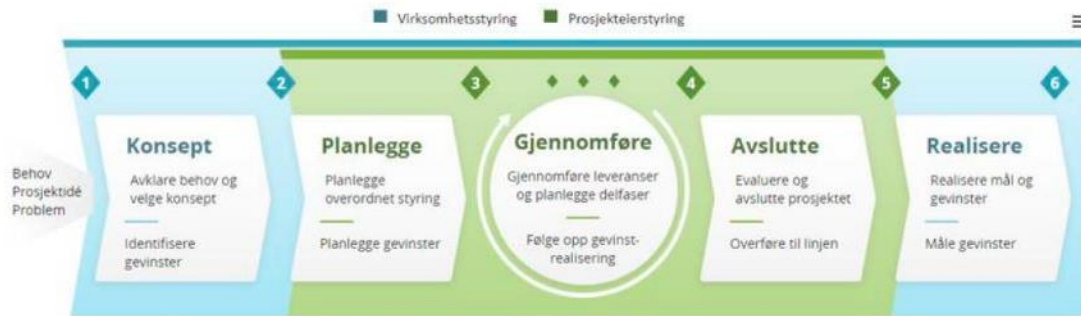 Virksomhetsstyring
Prosjekteierstyring
1
2
3
4
5
6
Behov
Prosjektidé
Problem
Konsept
Avklare behov og
velge konsept
Identifisere
gevinster
Planlegge
Planlegge
overordnet styring
Planlegge gevinster
Gjennomføre
Gjennomføre leveranser
og planlegge delfaser
Følge opp gevinst-
realisering
Avslutte
Evaluere og
avslutte prosjektet
Overføre til linjen
Realisere
Realisere mål og
gevinster
Måle gevinster